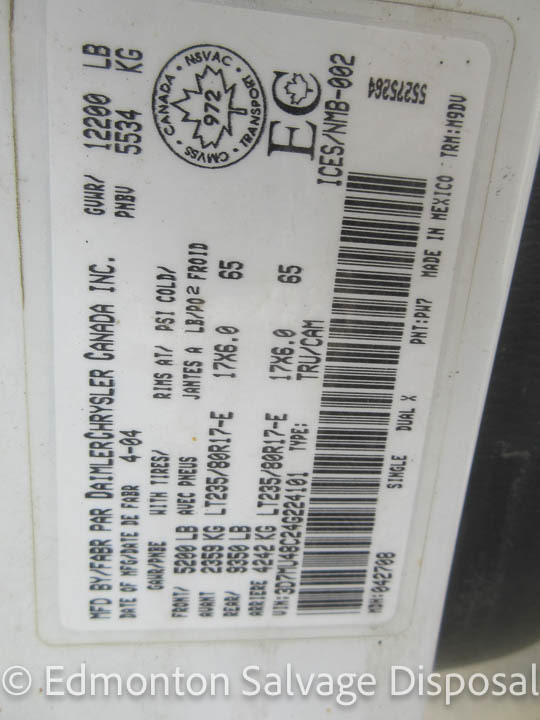 MFD BY/FABR PAR DAIMLERCHRYSLER CANADA INC.
DATE OF MFG/DATE DE FABR 4-04
GVWR/ 12200 LB
PNBV 5534 KG
GAWR/PNBE WITH TIRES/ RIMS AT/ PSI COLD/
AVEC PNEUS JANTES A LB/PO2 FROID
FRONT/ 5200 LB
AVANT 2359 KG LT235/80R17-E 17X6.0 65
REAR/ 9350 LB
ARRIERE 4242 KG LT235/80R17-E 17X6.0 65
VIN: 3D7MU48C24G224101 TYPE: TRU/CAM
ICES/NMB-002
SINGLE DUAL X
MDH:042708 PNT:PW7 MADE IN MEXICO TRM:M9DV
55275264
CANADA • NSVAC • TRANSPORT • CMVSS •
972
EC
© Edmonton Salvage Disposal